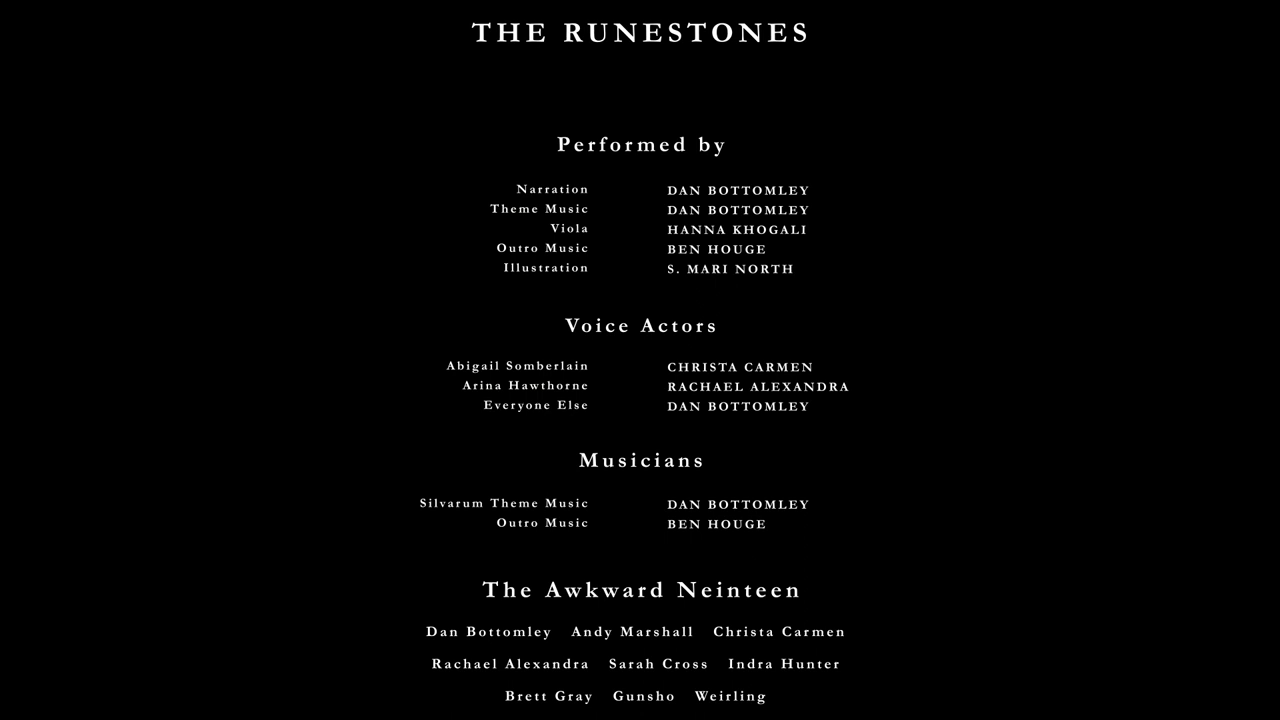 THE RUNESTONES
Performed by
Narration DAN BOTTOMLEY
Theme Music DAN BOTTOMLEY
Viola HANNA KHOGALI
Outro Music BEN HOUGE
Illustration S. MARI NORTH
Voice Actors
Abigail Somberlain CHRISTA CARMEN
Arina Hawthorne RACHAEL ALEXANDRA
Everyone Else DAN BOTTOMLEY
Musicians
Silvarum Theme Music DAN BOTTOMLEY
Outro Music BEN HOUGE
The Awkward Neinteen
Dan Bottomley Andy Marshall Christa Carmen
Rachael Alexandra Sarah Cross Indra Hunter
Brett Gray Gunsho Weirling